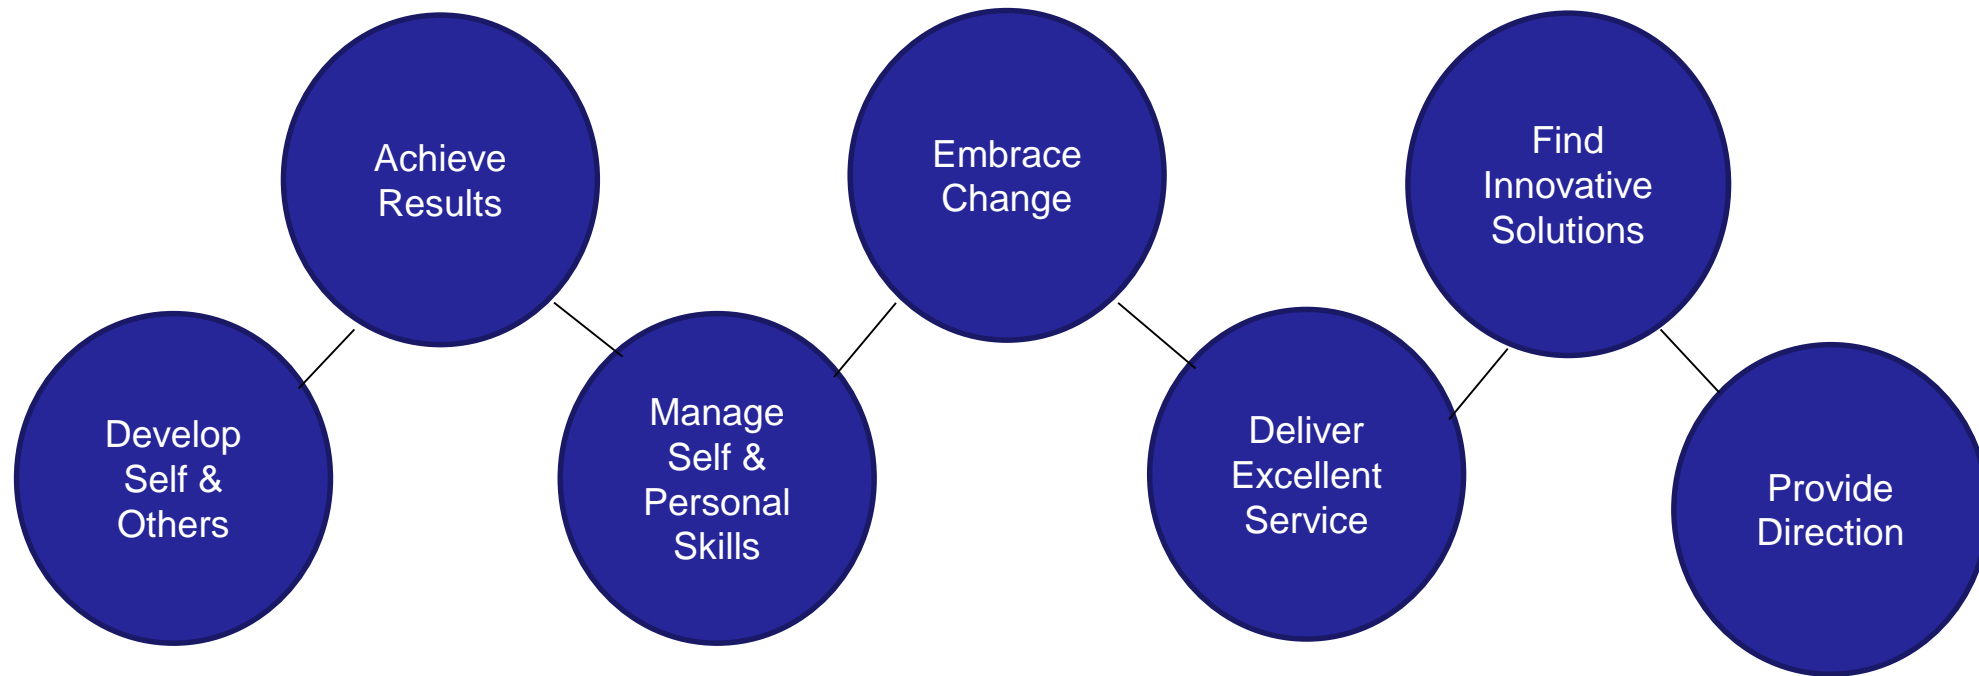 Develop
Self &
Others
Achieve
Results
Manage
Self &
Personal
Skills
Embrace
Change
Deliver
Excellent
Service
Find
Innovative
Solutions
Provide
Direction